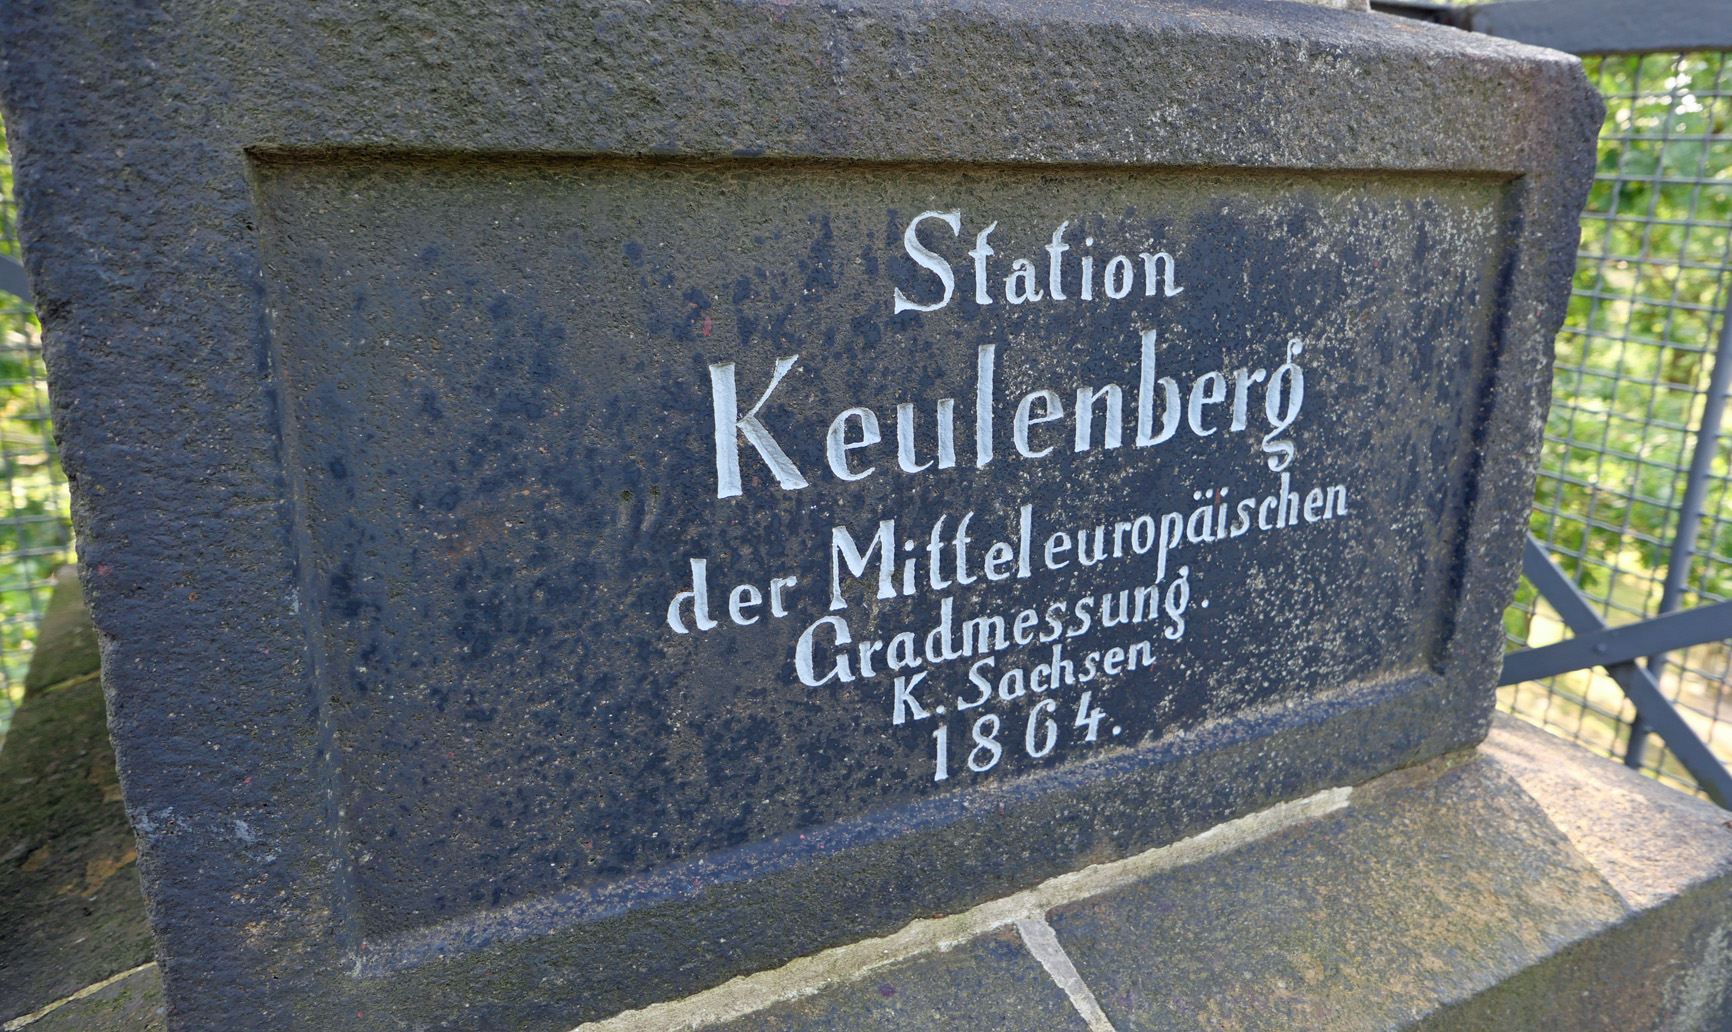 Station
Keulenberg
der Mitteleuropäischen
Gradmessung.
K. Sachsen
1864.